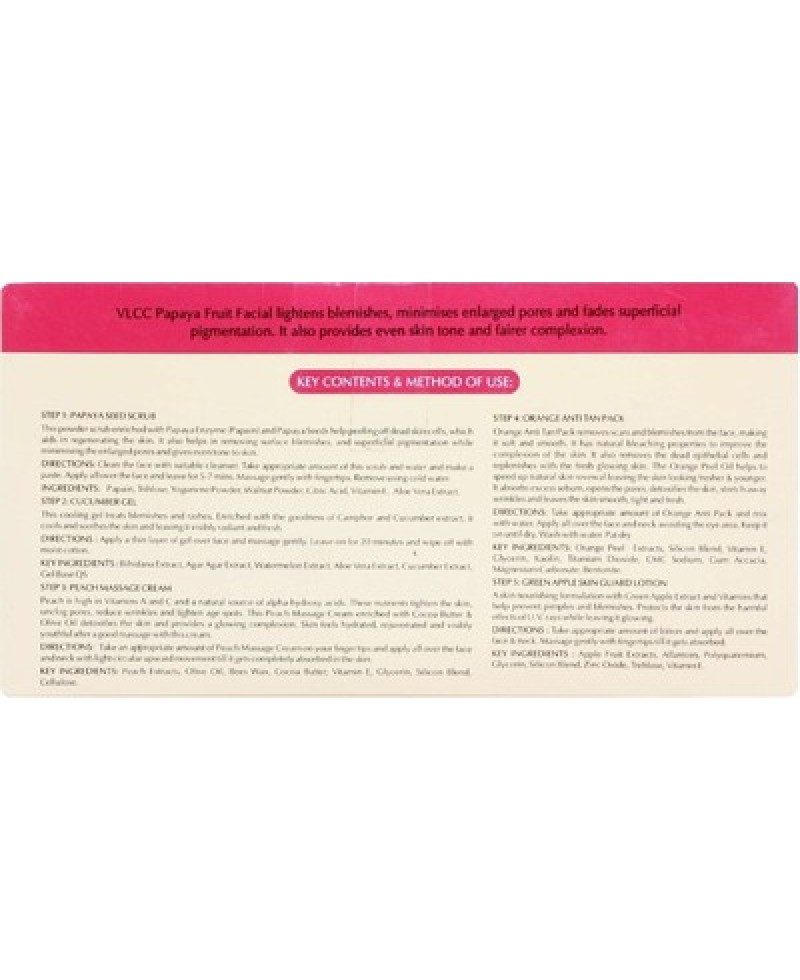 VLCC Papaya Fruit Facial lightens blemishes, minimises enlarged pores and fades superficial
pigmentation. It also provides even skin tone and fairer complexion.
KEY CONTENTS & METHOD OF USE:
STEP 1: PAPAYA SEED SCRUB
This powder scrub enriched with Papaya Enzyme (Papain) and Papaya Seeds help peeling off dead skin cells, which
aids in regenerating the skin. It also helps in removing surface blemishes, and superficial pigmentation while
minimising the enlarged pores and gives even tone to skin.
DIRECTIONS: Clean the face with suitable cleanser. Take appropriate amount of this scrub and water and make a
paste. Apply all over the face and leave for 5-7 mins. Massage gently with fingertips. Remove using cold water.
INGREDIENTS: Papain, Trehlose, Yogurtene Powder, Walnut Powder, Citric Acid, Vitamin E, Aloe Vera Extract.
STEP 2: CUCUMBER GEL
This cooling gel treats blemishes and rashes. Enriched with the goodness of Camphor and Cucumber extract, it
cools and soothes the skin and leaving it visibly radiant and fresh.
DIRECTIONS : Apply a thin layer of gel over face and massage gently. Leave on for 20 minutes and wipe off with
moist cotton.
KEY INGREDIENTS : Bihidana Extract, Agar Agar Extract, Watermelon Extract, Aloe Vera Extract, Cucumber Extract,
Gel Base QS
STEP 3: PEACH MASSAGE CREAM
Peach is high in Vitamins A and C and a natural source of alpha-hydroxy acids. These nutrients tighten the skin,
unclog pores, reduce wrinkles and lighten age spots. This Peach Massage Cream enriched with Cocoa Butter &
Olive Oil detoxifies the skin and provides a glowing complexion. Skin feels hydrated, rejuvenated and visibly
youthful after a good massage with this cream.
DIRECTIONS: Take an appropriate amount of Peach Massage Cream on your finger tips and apply all over the face
and neck with light circular upward movement till it gets completely absorbed in the skin.
KEY INGREDIENTS: Peach Extracts, Olive Oil, Bees Wax, Cocoa Butter, Vitamin E, Glycerin, Silicon Blend,
Cellulose.
STEP 4: ORANGE ANTI TAN PACK
Orange Anti Tan Pack removes scars and blemishes from the face, making
it soft and smooth. It has natural bleaching properties to improve the
complexion of the skin. It also removes the dead epithelial cells and
replenishes with the fresh glowing skin. The Orange Peel Oil helps to
speed up natural skin renewal leaving the skin looking fresher & younger.
It absorbs excess sebum, opens the pores, detoxifies the skin, stretch away
wrinkles and leaves the skin smooth, tight and fresh.
DIRECTIONS: Take appropriate amount of Orange Anti Pack and mix
with water. Apply all over the face and neck avoiding the eye area. Keep it
on until dry. Wash with water. Pat dry
KEY INGREDIENTS: Orange Peel Extracts, Silicon Blend, Vitamin E,
Glycerin, Kaolin, Titanium Dioxide, CMC Sodium, Gum Accacia,
Magnesium Carbonate, Bentonite.
STEP 5: GREEN APPLE SKIN GUARD LOTION
A skin nourishing formulation with Green Apple Extract and Vitamins that
help prevent pimples and blemishes. Protects the skin from the harmful
effects of U.V. rays while leaving it glowing.
DIRECTIONS : Take appropriate amount of lotion and apply all over the
face & neck. Massage gently with fingertips till it gets absorbed.
KEY INGREDIENTS : Apple Fruit Extracts, Allantoin, Polyquaternium,
Glycerin, Silicon Blend, Zinc Oxide, Trehlose, Vitamin E